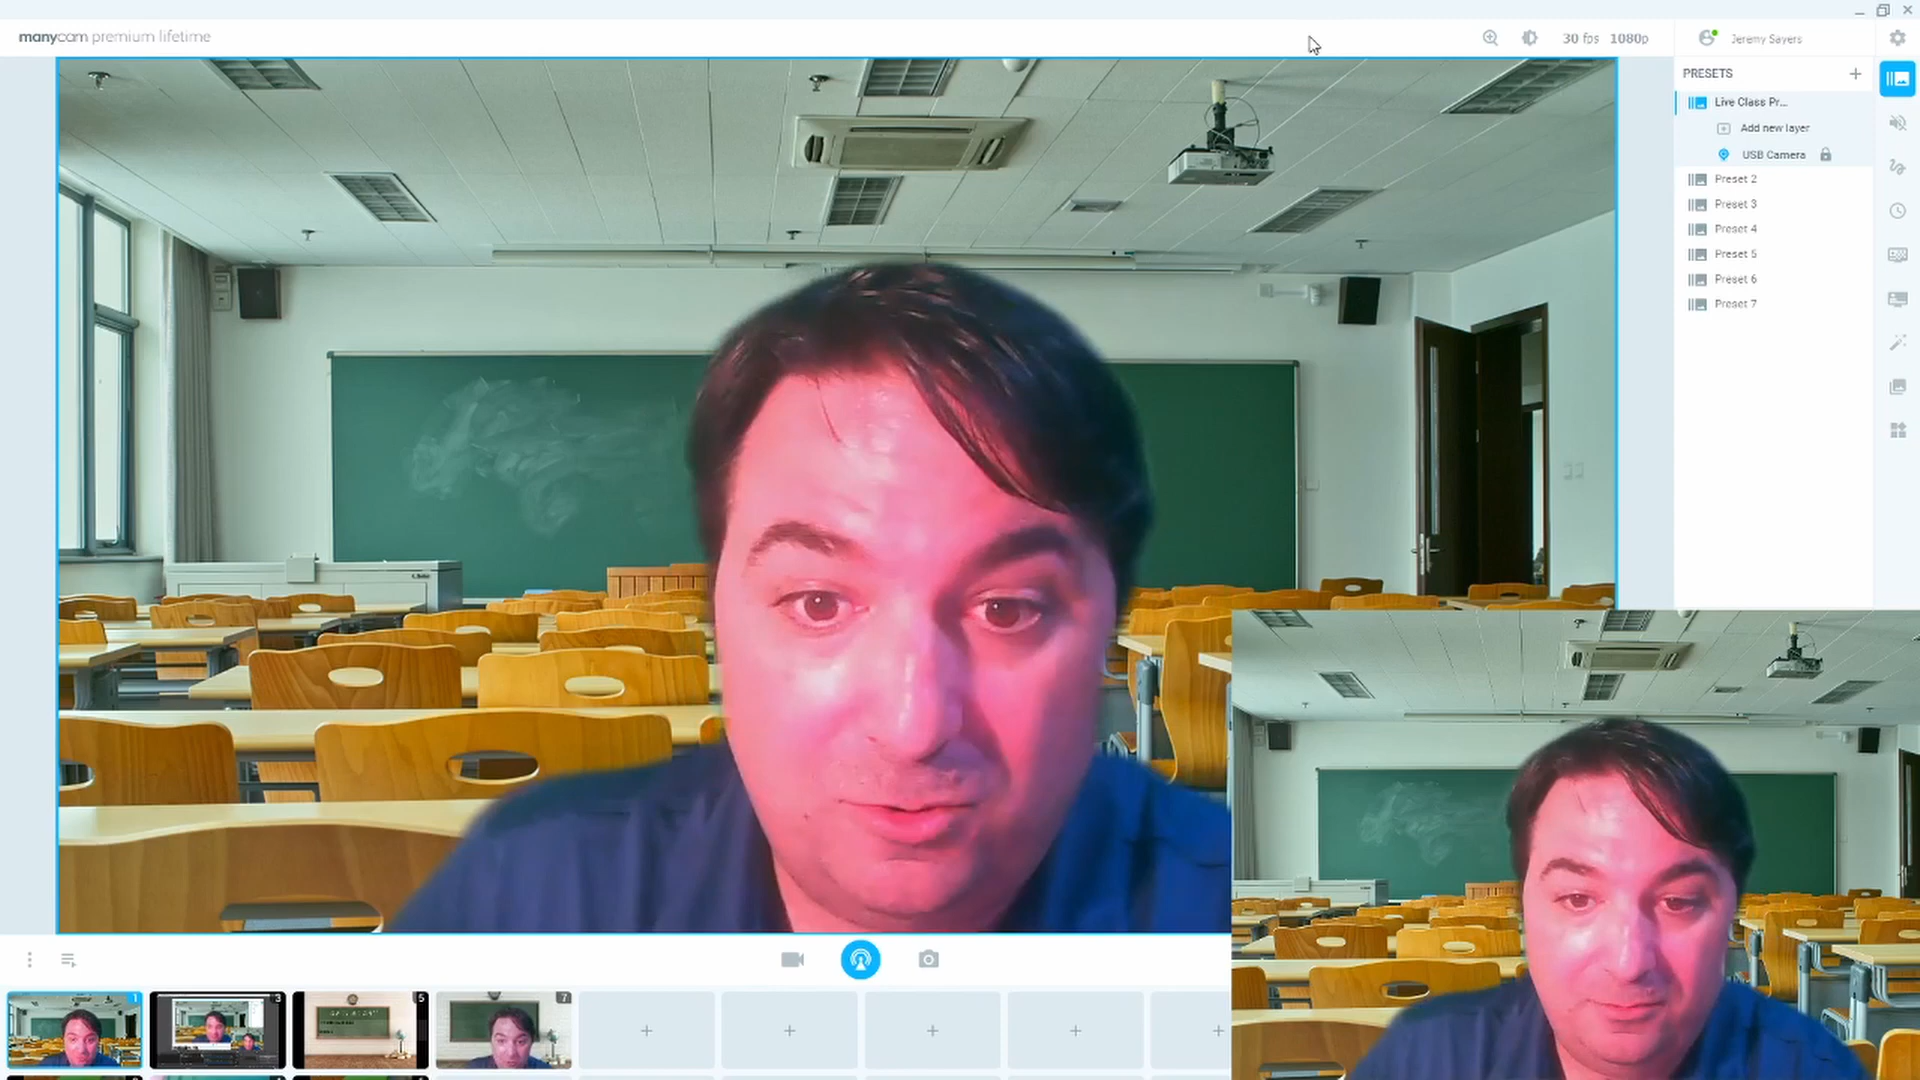 manycam premium lifetime
30 fps 1080p
Jeremy Sayers
PRESETS
Live Class Pr...
Add new layer
USB Camera
Preset 2
Preset 3
Preset 4
Preset 5
Preset 6
Preset 7
1
3
5
7